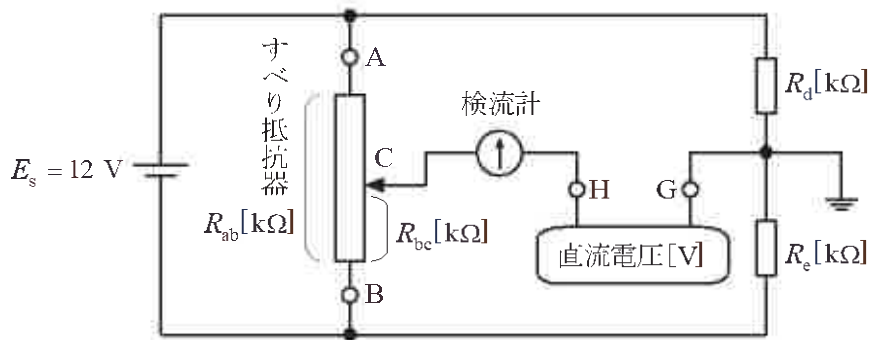 すべり抵抗器
A
R_d[kΩ]
検流計
C
E_s = 12 V
H
G
R_ab[kΩ]
R_bc[kΩ]
直流電圧[V]
R_e[kΩ]
B